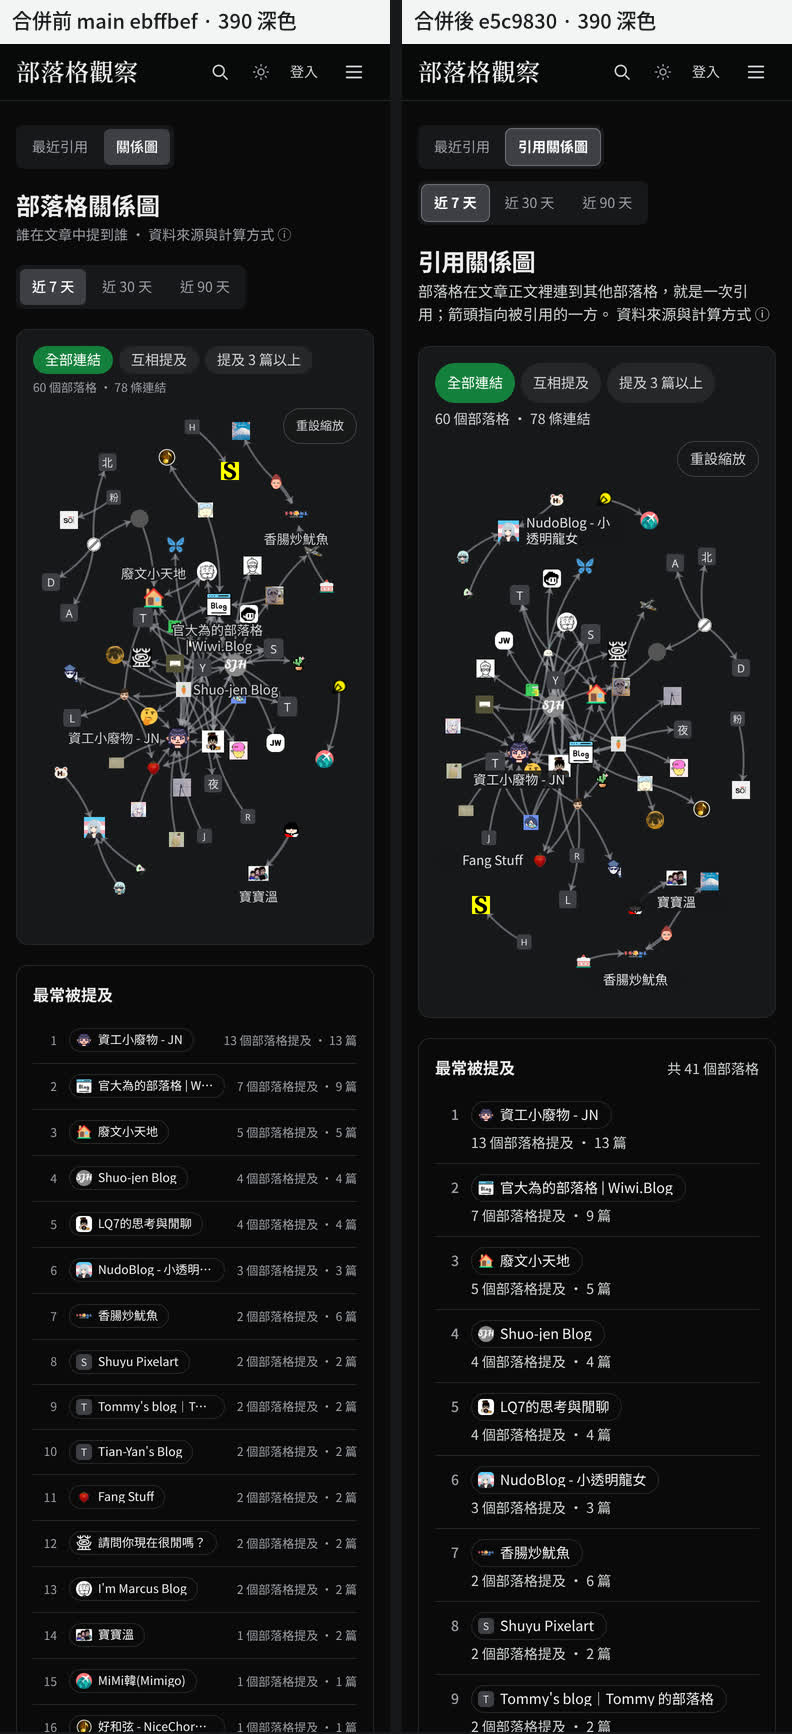 合併前 main ebffbef · 390 深色
部落格觀察
登入
最近引用
關係圖
部落格關係圖
誰在文章中提到誰 · 資料來源與計算方式 ⓘ
近 7 天
近 30 天
近 90 天
全部連結
互相提及
提及 3 篇以上
60 個部落格 · 78 條連結
重設縮放
H
S
北
粉
SŌ
香腸炒魷魚
廢文小天地
D
A
T
Blog
官大為的部落格
| Wiwi.Blog
S
Y
SJH
Shuo-jen Blog
T
L
資工小廢物 - JN
JW
H
夜
R
J
寶寶溫
最常被提及
1 資工小廢物 - JN 13 個部落格提及 · 13 篇
2 官大為的部落格 | W… 7 個部落格提及 · 9 篇
3 廢文小天地 5 個部落格提及 · 5 篇
4 Shuo-jen Blog 4 個部落格提及 · 4 篇
5 LQ7的思考與閒聊 4 個部落格提及 · 4 篇
6 NudoBlog - 小透明… 3 個部落格提及 · 3 篇
7 香腸炒魷魚 2 個部落格提及 · 6 篇
8 S Shuyu Pixelart 2 個部落格提及 · 2 篇
9 T Tommy's blog｜T… 2 個部落格提及 · 2 篇
10 T Tian-Yan's Blog 2 個部落格提及 · 2 篇
11 Fang Stuff 2 個部落格提及 · 2 篇
12 請問你現在很閒嗎？ 2 個部落格提及 · 2 篇
13 I'm Marcus Blog 2 個部落格提及 · 2 篇
14 寶寶溫 1 個部落格提及 · 2 篇
15 MiMi韓(Mimigo) 1 個部落格提及 · 1 篇
16 好和弦 - NiceChor… 1 個部落格提及 · 1 篇
合併後 e5c9830 · 390 深色
部落格觀察
登入
最近引用
引用關係圖
近 7 天
近 30 天
近 90 天
引用關係圖
部落格在文章正文裡連到其他部落格，就是一次引
用；箭頭指向被引用的一方。 資料來源與計算方式 ⓘ
全部連結
互相提及
提及 3 篇以上
60 個部落格 · 78 條連結
重設縮放
H
NudoBlog - 小
透明龍女
A
北
T
JW
S
D
Y
SJH
粉
夜
T
Blog
資工小廢物 - JN
SŌ
J
Fang Stuff
R
L
S
寶寶溫
H
香腸炒魷魚
最常被提及
共 41 個部落格
1 資工小廢物 - JN
13 個部落格提及 · 13 篇
2 官大為的部落格 | Wiwi.Blog
7 個部落格提及 · 9 篇
3 廢文小天地
5 個部落格提及 · 5 篇
4 Shuo-jen Blog
4 個部落格提及 · 4 篇
5 LQ7的思考與閒聊
4 個部落格提及 · 4 篇
6 NudoBlog - 小透明龍女
3 個部落格提及 · 3 篇
7 香腸炒魷魚
2 個部落格提及 · 6 篇
8 S Shuyu Pixelart
2 個部落格提及 · 2 篇
9 T Tommy's blog｜Tommy 的部落格
2 個部落格提及 · 2 篇